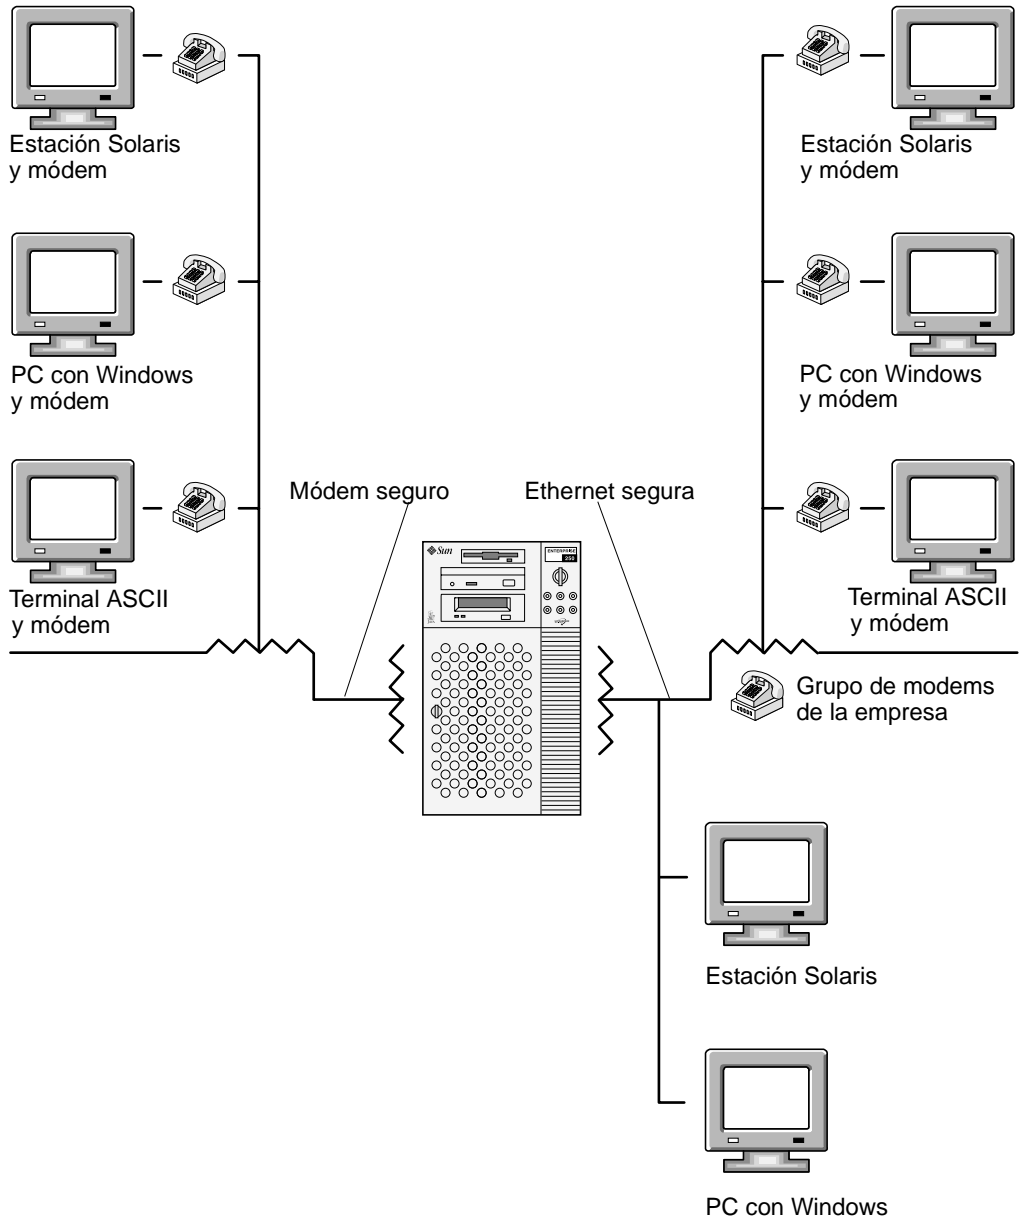 Estación Solaris
y módem
Estación Solaris
y módem
PC con Windows
y módem
PC con Windows
y módem
Módem seguro
Ethernet segura
Sun
ENTERPRISE
250
Terminal ASCII
y módem
Terminal ASCII
y módem
Grupo de modems
de la empresa
Estación Solaris
PC con Windows